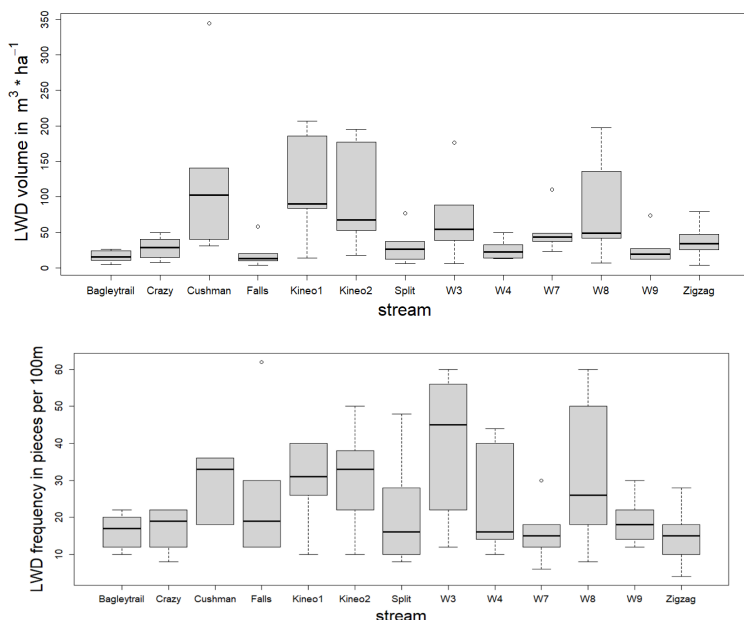 LWD volume in m³ * ha⁻¹
350
300
250
200
150
100
50
0
Bagleytrail Crazy Cushman Falls Kineo1 Kineo2 Split W3 W4 W7 W8 W9 Zigzag
stream
LWD frequency in pieces per 100m
60
50
40
30
20
10
Bagleytrail Crazy Cushman Falls Kineo1 Kineo2 Split W3 W4 W7 W8 W9 Zigzag
stream